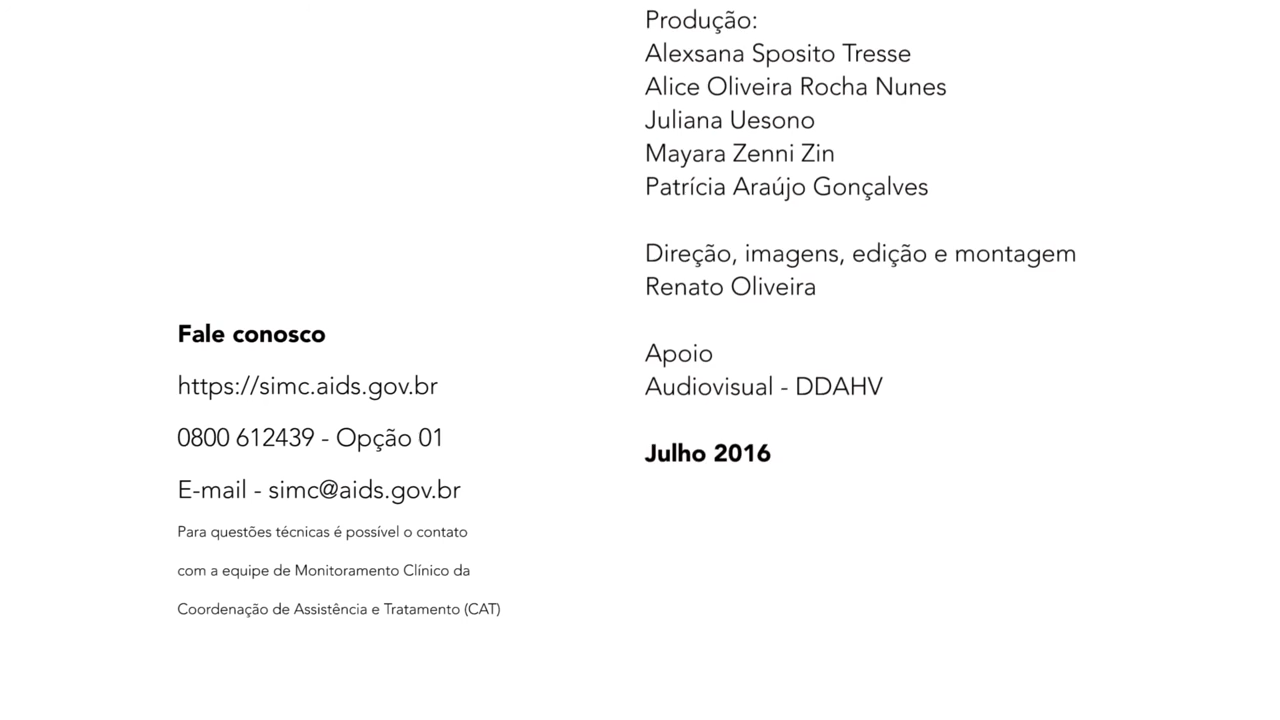 Produção:
Alexsana Sposito Tresse
Alice Oliveira Rocha Nunes
Juliana Uesono
Mayara Zenni Zin
Patrícia Araújo Gonçalves
Direção, imagens, edição e montagem
Renato Oliveira
Apoio
Audiovisual - DDAHV
Julho 2016
Fale conosco
https://simc.aids.gov.br
0800 612439 - Opção 01
E-mail - simc@aids.gov.br
Para questões técnicas é possível o contato
com a equipe de Monitoramento Clínico da
Coordenação de Assistência e Tratamento (CAT)